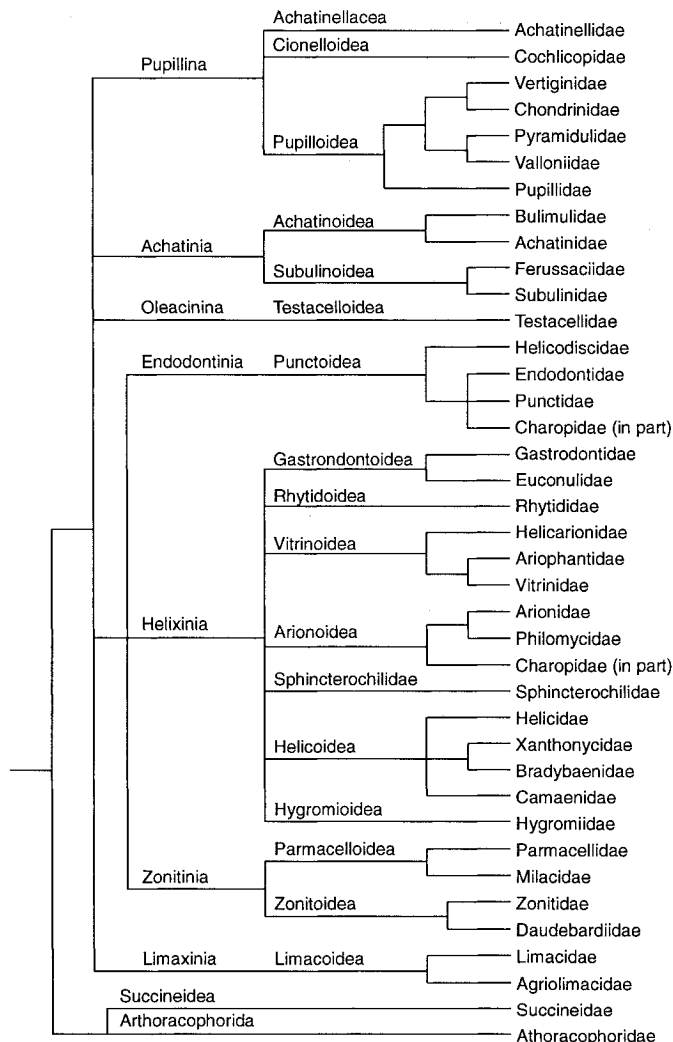 Achatinellacea
Achatinellidae
Cionelloidea
Cochlicopidae
Pupillina
Vertiginidae
Chondrinidae
Pupilloidea
Pyramidulidae
Valloniidae
Pupillidae
Achatinoidea
Bulimulidae
Achatinia
Achatinidae
Subulinoidea
Ferussaciidae
Subulinidae
Oleacinina Testacelloidea
Testacellidae
Endodontinia Punctoidea
Helicodiscidae
Endodontidae
Punctidae
Charopidae (in part)
Gastrondontoidea
Gastrodontidae
Euconulidae
Rhytidoidea
Rhytididae
Vitrinoidea
Helicarionidae
Ariophantidae
Vitrinidae
Helixinia
Arionoidea
Arionidae
Philomycidae
Charopidae (in part)
Sphincterochilidae
Sphincterochilidae
Helicoidea
Helicidae
Xanthonycidae
Bradybaenidae
Camaenidae
Hygromioidea
Hygromiidae
Zonitinia
Parmacelloidea
Parmacellidae
Milacidae
Zonitoidea
Zonitidae
Daudebardiidae
Limaxinia Limacoidea
Limacidae
Agriolimacidae
Succineidea
Succineidae
Arthoracophorida
Athoracophoridae